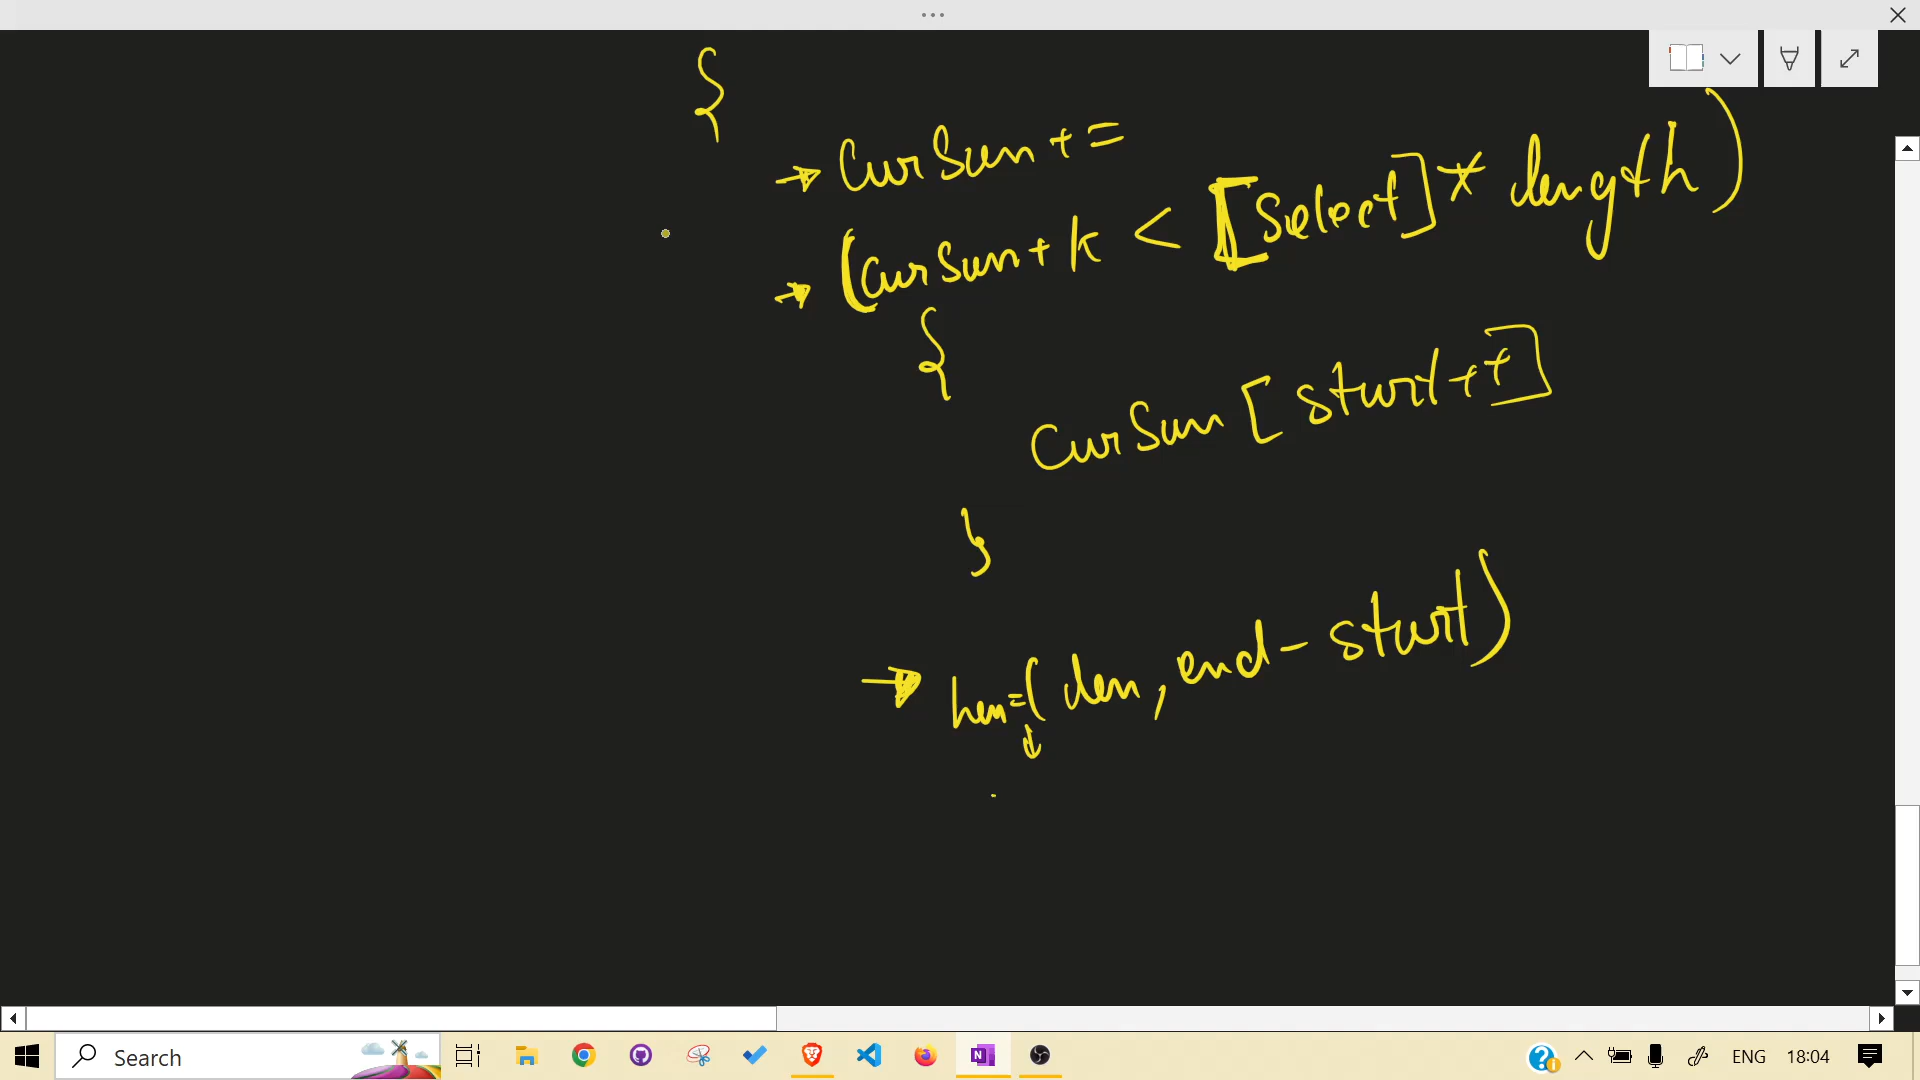 {
→ CurSum +=
→ (CurSum + k < [Select] * length)
{
CurSum [start++]
}
→ len = (len, end - start)
Search
ENG
18:04